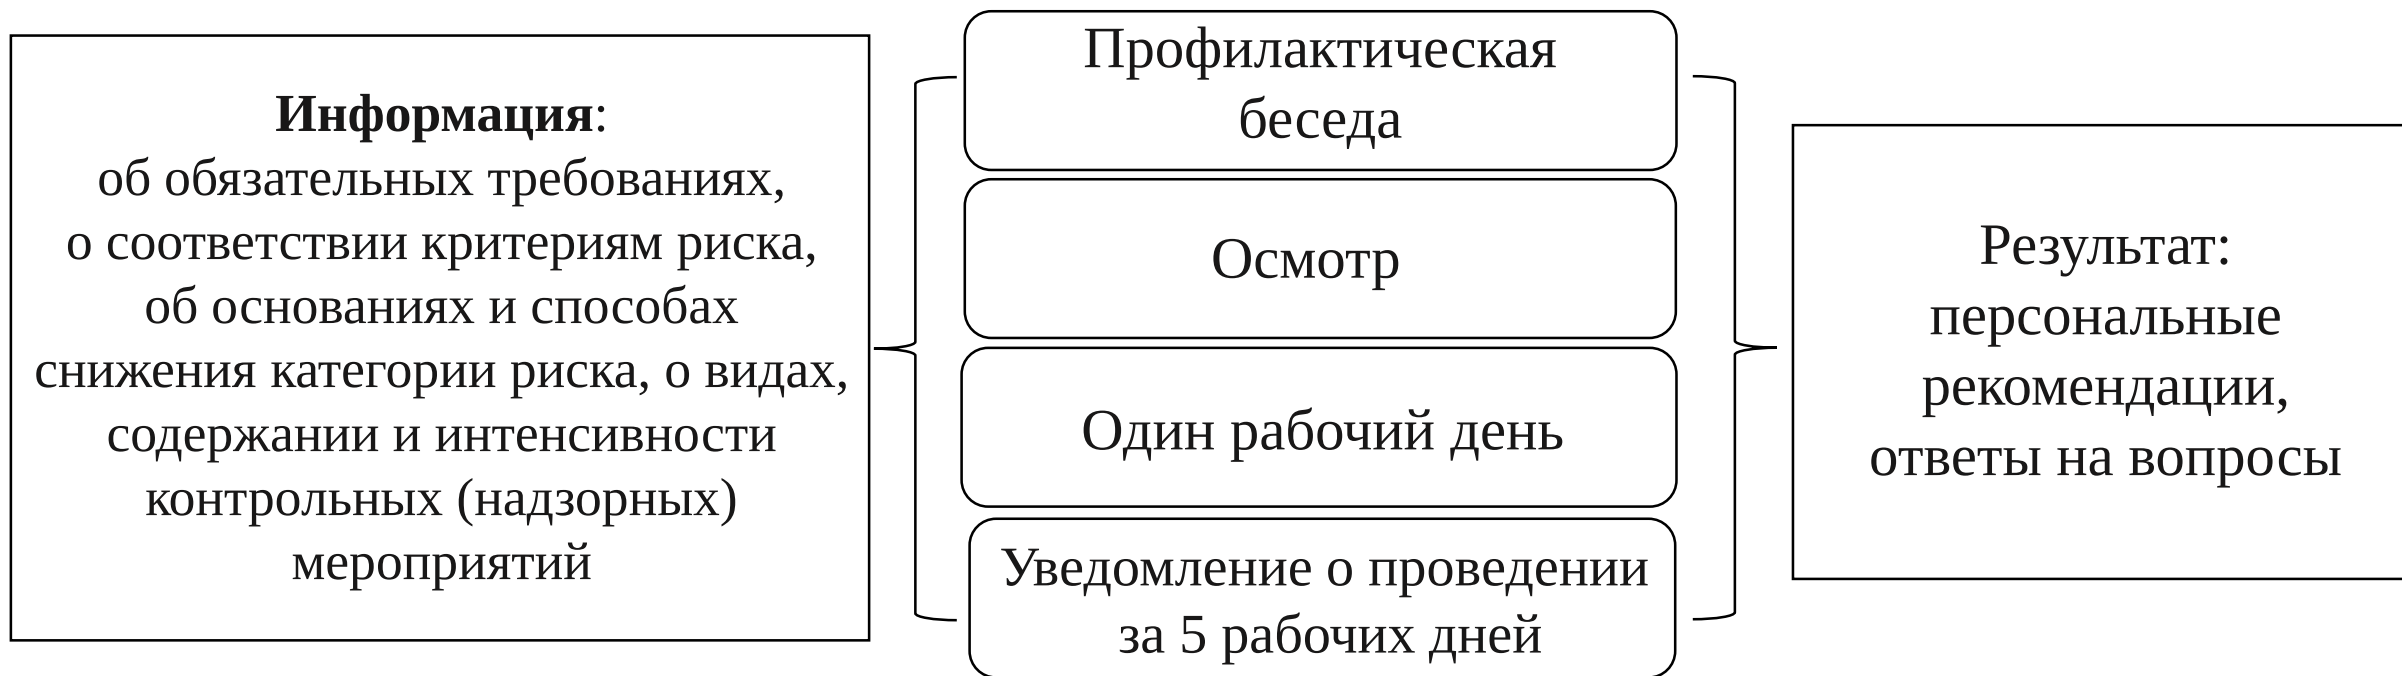 Информация:
об обязательных требованиях,
о соответствии критериям риска,
об основаниях и способах
снижения категории риска, о видах,
содержании и интенсивности
контрольных (надзорных)
мероприятий
Профилактическая
беседа
Осмотр
Один рабочий день
Уведомление о проведении
за 5 рабочих дней
Результат:
персональные
рекомендации,
ответы на вопросы